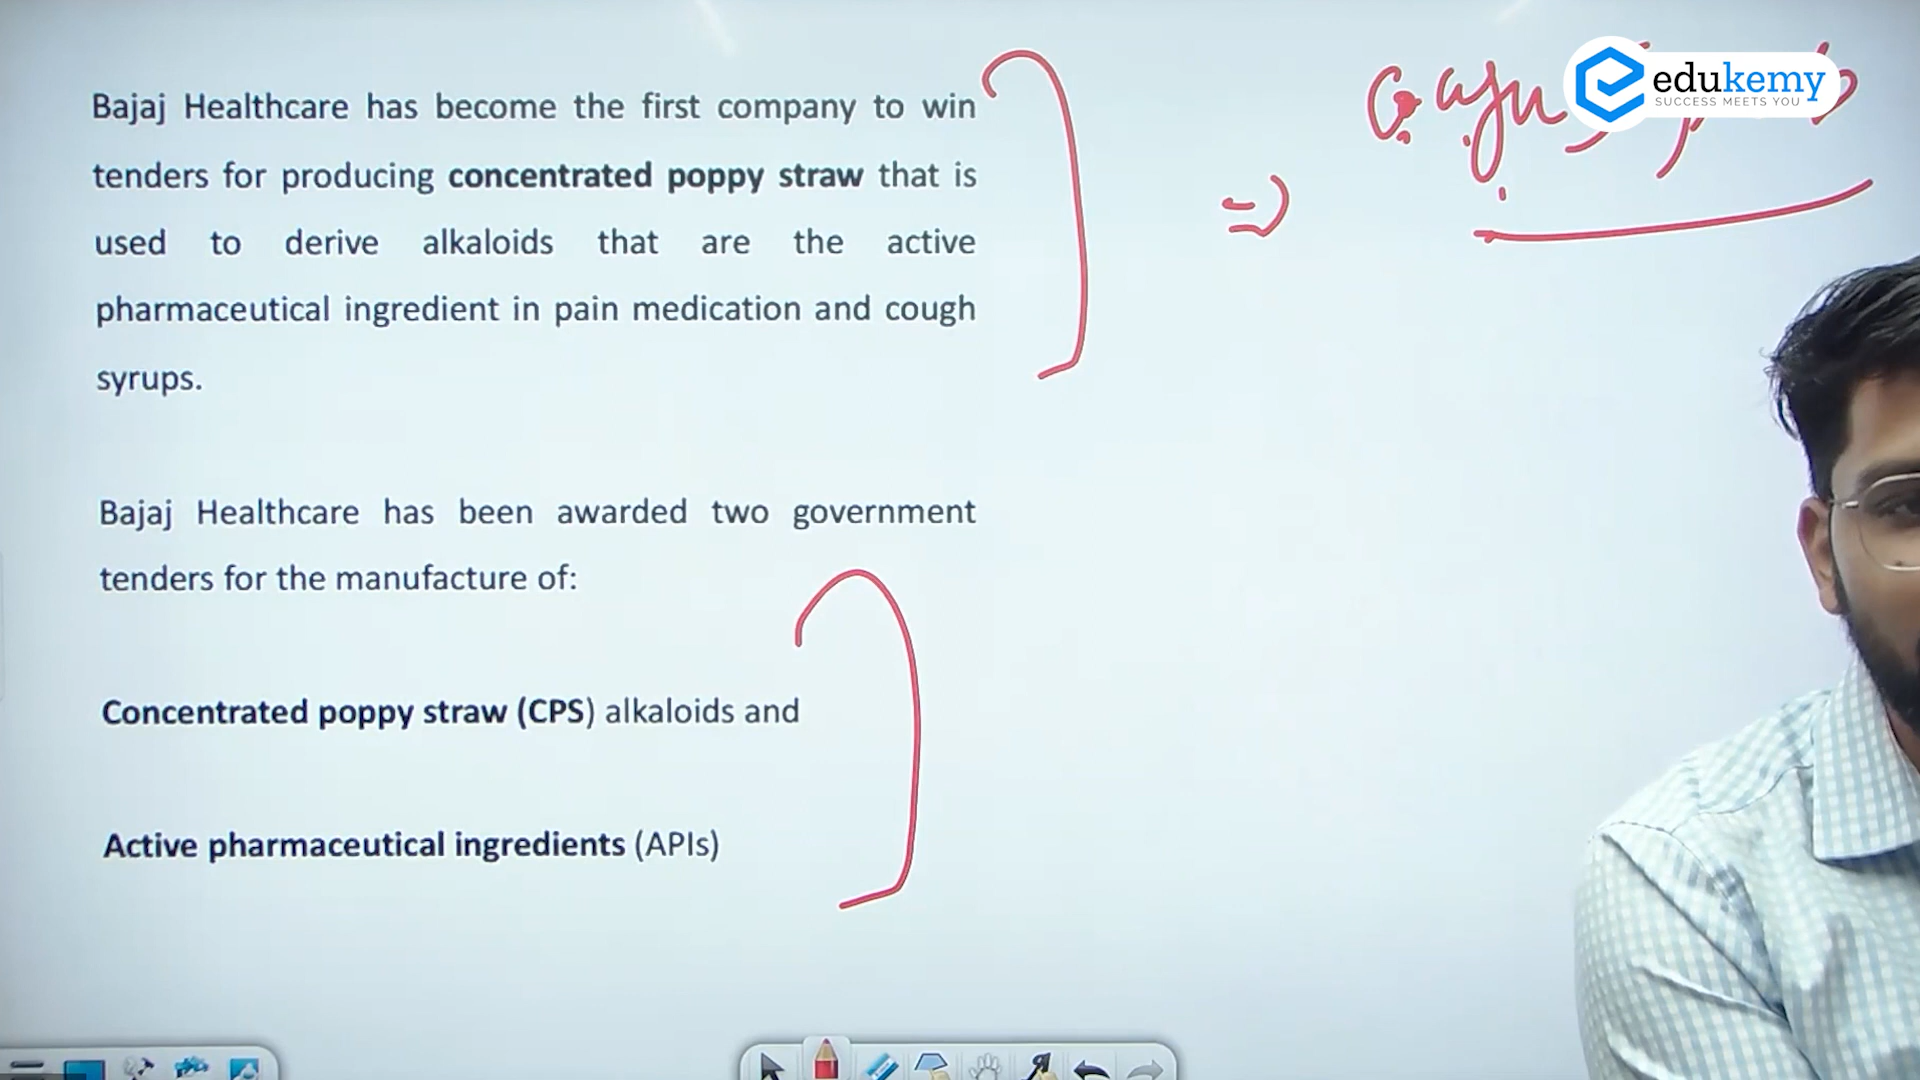 Bajaj Healthcare has become the first company to win
tenders for producing concentrated poppy straw that is
used to derive alkaloids that are the active
pharmaceutical ingredient in pain medication and cough
syrups.
Bajaj Healthcare has been awarded two government
tenders for the manufacture of:
Concentrated poppy straw (CPS) alkaloids and
Active pharmaceutical ingredients (APIs)
edukemy
SUCCESS MEETS YOU